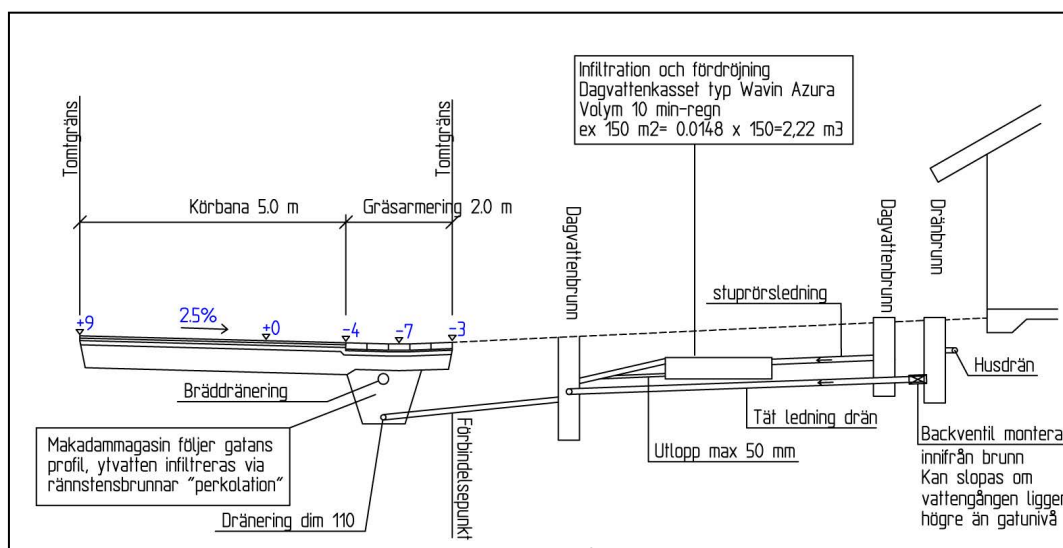 Infiltration och fördröjning
Dagvattenkasset typ Wavin Azura
Volym 10 min-regn
ex 150 m2= 0.0148 x 150=2,22 m3
Tomtgräns
Tomtgräns
Körbana 5.0 m
Gräsarmering 2.0 m
Dagvattenbrunn
Dagvattenbrunn
Dränbrunn
stuprörsledning
+9
2.5%
+0
-4
-7
-3
Bräddränering
Husdrän
Makadammagasin följer gatans
profil, ytvatten infiltreras via
rännstensbrunnar "perkolation"
Förbindelsepunkt
Tät ledning drän
Utlopp max 50 mm
Dränering dim 110
Backventil montera
innifrån brunn
Kan slopas om
vattengången ligger
högre än gatunivå